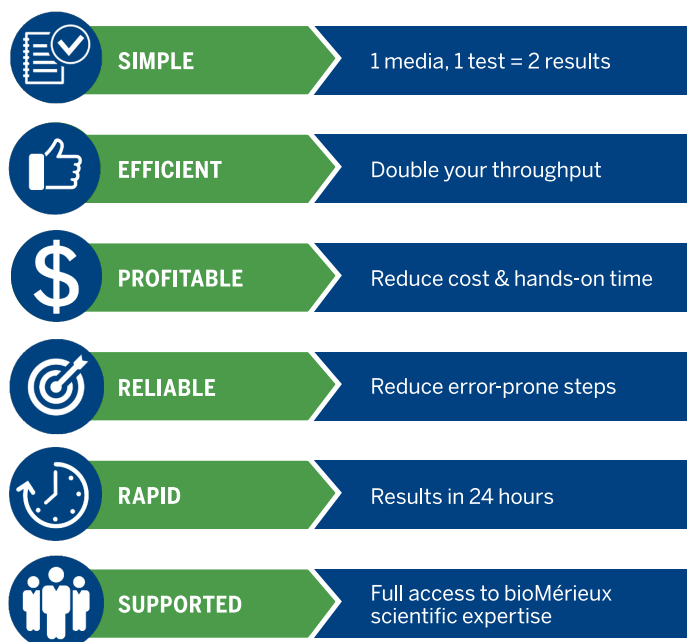 SIMPLE
1 media, 1 test = 2 results
EFFICIENT
Double your throughput
$
PROFITABLE
Reduce cost & hands-on time
RELIABLE
Reduce error-prone steps
RAPID
Results in 24 hours
SUPPORTED
Full access to bioMérieux
scientific expertise